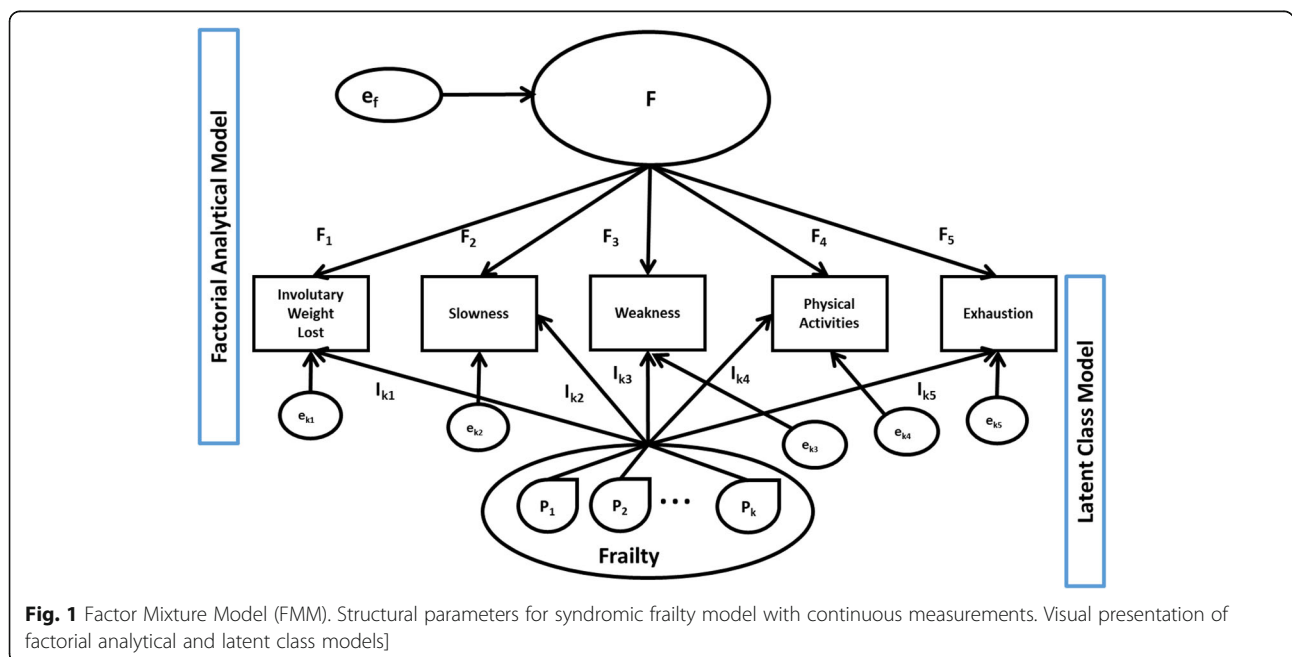 Factorial Analytical Model
e_f
F
F_1
F_2
F_3
F_4
F_5
Involutary
Weight
Lost
Slowness
Weakness
Physical
Activities
Exhaustion
I_k1
I_k2
I_k3
I_k4
I_k5
e_k1
e_k2
e_k3
e_k4
e_k5
P_1
P_2
...
P_k
Frailty
Latent Class Model
Fig. 1 Factor Mixture Model (FMM). Structural parameters for syndromic frailty model with continuous measurements. Visual presentation of
factorial analytical and latent class models]